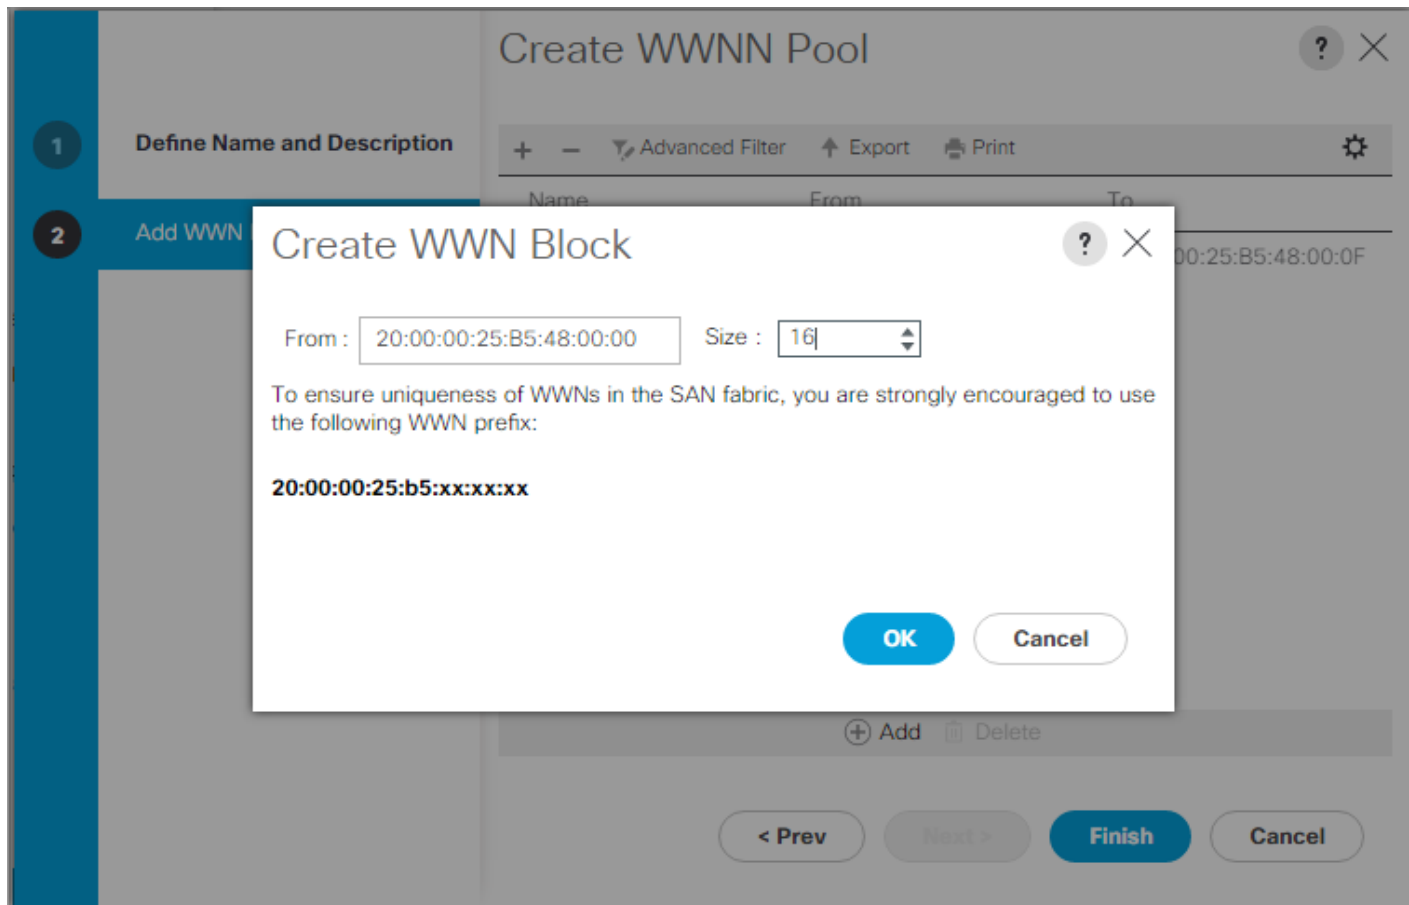 Create WWNN Pool
?
1
Define Name and Description
+ − Advanced Filter Export Print
Name From To
2
Add WWN
Create WWN Block
?
00:25:B5:48:00:0F
From : 20:00:00:25:B5:48:00:00 Size : 16
To ensure uniqueness of WWNs in the SAN fabric, you are strongly encouraged to use
the following WWN prefix:
20:00:00:25:b5:xx:xx:xx
OK Cancel
Add Delete
< Prev Next > Finish Cancel